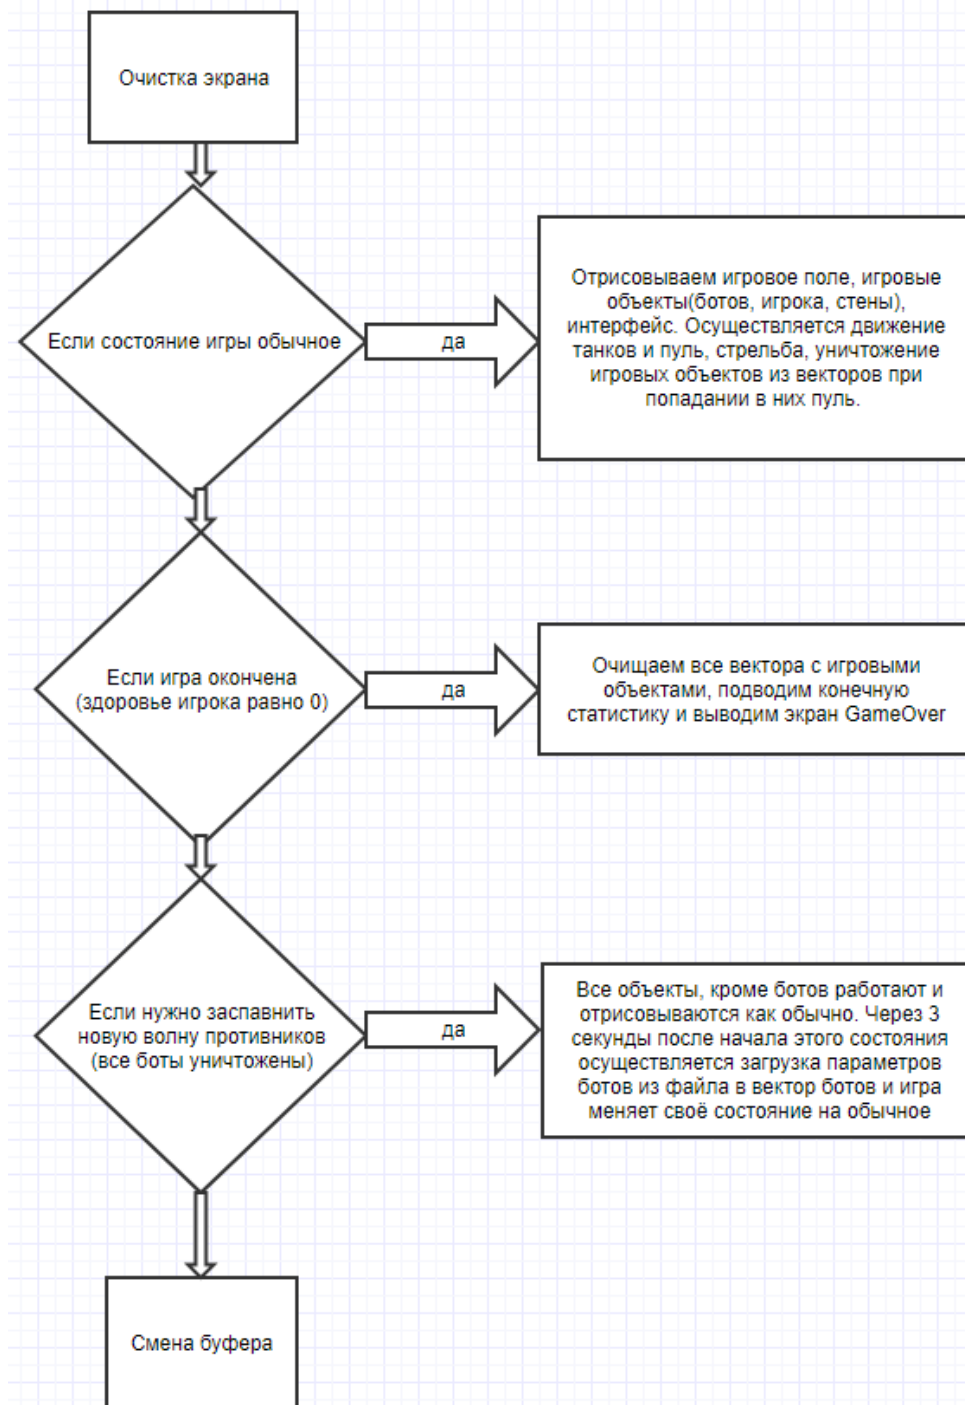 Очистка экрана
Если состояние игры обычное
да
Отрисовываем игровое поле, игровые
объекты(ботов, игрока, стены),
интерфейс. Осуществляется движение
танков и пуль, стрельба, уничтожение
игровых объектов из векторов при
попадании в них пуль.
Если игра окончена
(здоровье игрока равно 0)
да
Очищаем все вектора с игровыми
объектами, подводим конечную
статистику и выводим экран GameOver
Если нужно заспавнить
новую волну противников
(все боты уничтожены)
да
Все объекты, кроме ботов работают и
отрисовываются как обычно. Через 3
секунды после начала этого состояния
осуществляется загрузка параметров
ботов из файла в вектор ботов и игра
меняет своё состояние на обычное
Смена буфера